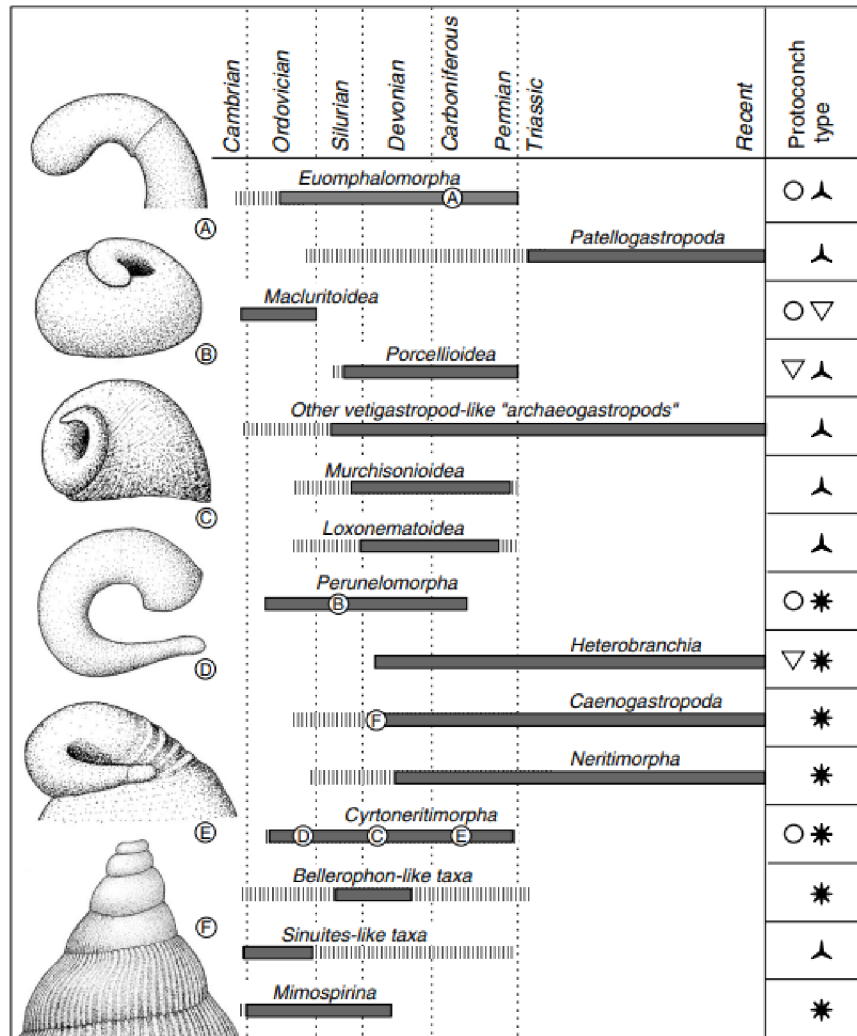 Cambrian
Ordovician
Silurian
Devonian
Carboniferous
Permian
Triassic
Recent
Protoconch
type
Euomphalomorpha
A
A
Patellogastropoda
Macluritoidea
B
Porcellioidea
Other vetigastropod-like "archaeogastropods"
Murchisonioidea
C
Loxonematoidea
Perunelomorpha
B
Heterobranchia
D
Caenogastropoda
F
Neritimorpha
Cyrtoneritimorpha
E
D
C
E
Bellerophon-like taxa
F
Sinuites-like taxa
Mimospirina